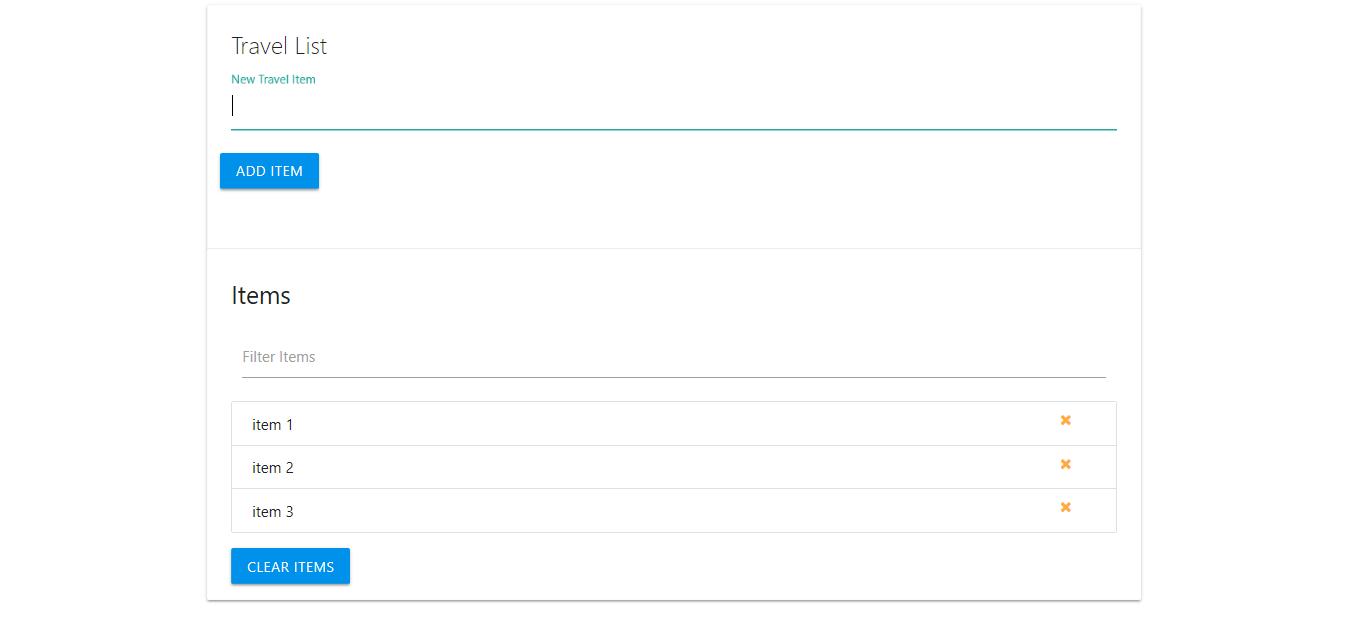 Travel List
New Travel Item
ADD ITEM
Items
Filter Items
item 1
item 2
item 3
CLEAR ITEMS